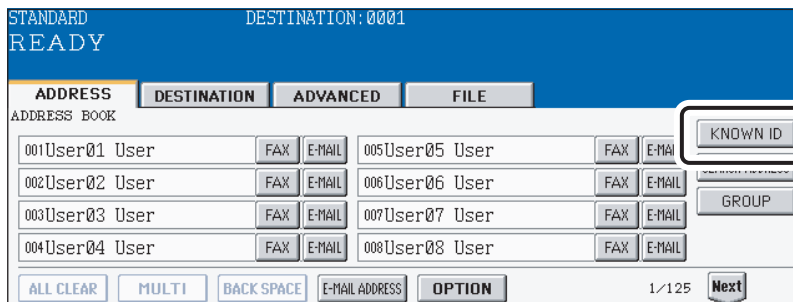 STANDARD DESTINATION:0001
READY
ADDRESS DESTINATION ADVANCED FILE
ADDRESS BOOK
KNOWN ID
001User01 User FAX E-MAIL 005User05 User FAX
002User02 User FAX E-MAIL 006User06 User FAX E-MAIL
GROUP
003User03 User FAX E-MAIL 007User07 User FAX E-MAIL
004User04 User FAX E-MAIL 008User08 User FAX E-MAIL
ALL CLEAR MULTI BACK SPACE E-MAIL ADDRESS OPTION 1/125 Next